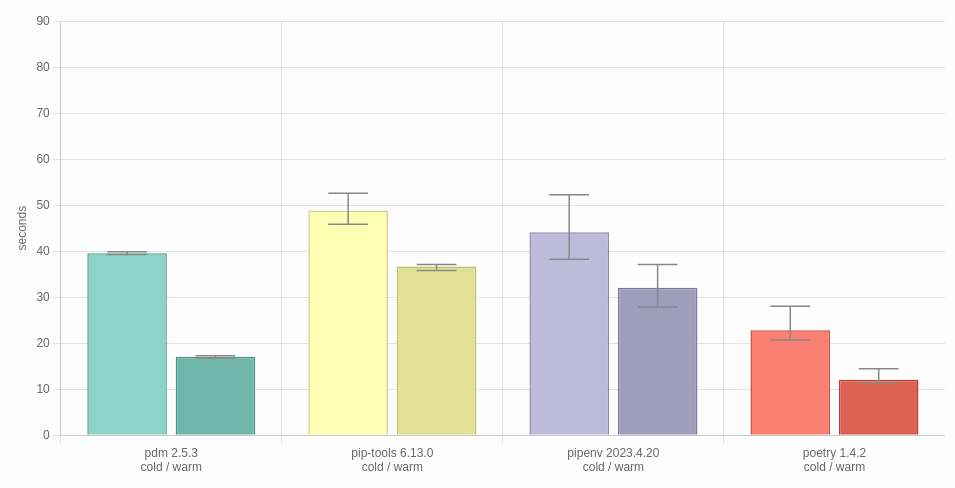 90
80
70
60
50
40
30
20
10
0
seconds
pdm 2.5.3
cold / warm
pip-tools 6.13.0
cold / warm
pipenv 2023.4.20
cold / warm
poetry 1.4.2
cold / warm